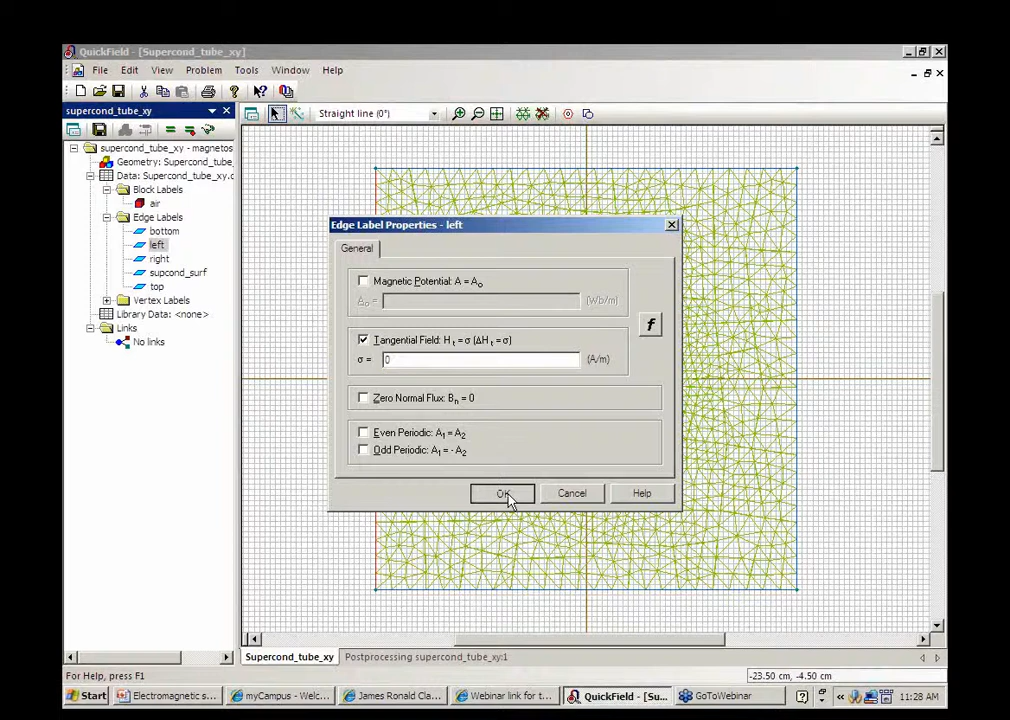 QuickField - [Supercond_tube_xy]
File Edit View Problem Tools Window Help
supercond_tube_xy
Straight line (0°)
supercond_tube_xy - magnetos
Geometry: Supercond_tube_
Data: Supercond_tube_xy.d
Block Labels
air
Edge Labels
bottom
left
right
supcond_surf
top
Vertex Labels
Library Data: <none>
Links
No links
Edge Label Properties - left
General
Magnetic Potential: A = A₀
A₀ = (Wb/m)
f
Tangential Field: H t = σ (ΔH t = σ)
σ = 0 (A/m)
Zero Normal Flux: Bn = 0
Even Periodic: A₁ = A₂
Odd Periodic: A₁ = - A₂
OK Cancel Help
Supercond_tube_xy Postprocessing supercond_tube_xy:1
For Help, press F1
-23.50 cm, -4.50 cm
Start Electromagnetic s... myCampus - Welc... James Ronald Cla... Webinar link for t... QuickField - [Su... GoToWebinar 11:28 AM